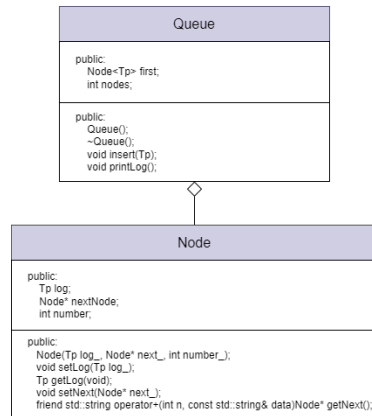 Queue
public:
Node<Tp> first;
int nodes;
public:
Queue();
~Queue();
void insert(Tp);
void printLog();
Node
public:
Tp log;
Node* nextNode;
int number;
public:
Node(Tp log_, Node* next_, int number_);
void setLog(Tp log_);
Tp getLog(void);
void setNext(Node* next_);
friend std::string operator+(int n, const std::string& data)Node* getNext();